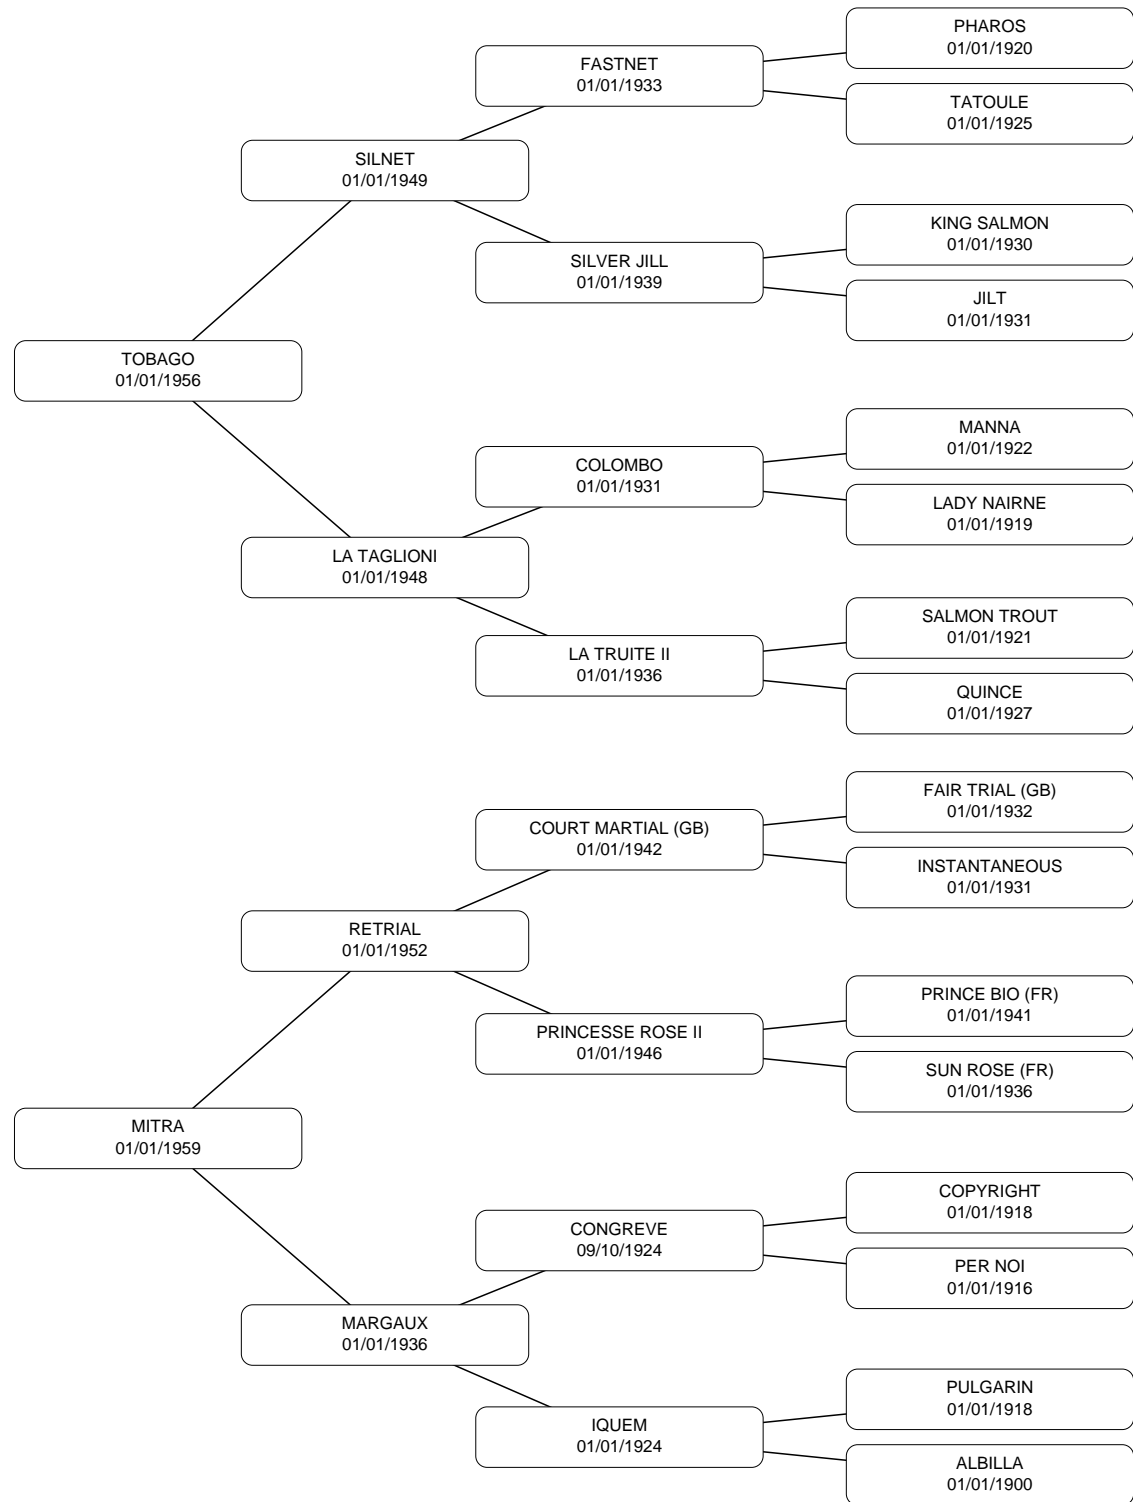 PHAROS
01/01/1920
FASTNET
01/01/1933
TATOULE
01/01/1925
SILNET
01/01/1949
KING SALMON
01/01/1930
SILVER JILL
01/01/1939
JILT
01/01/1931
TOBAGO
01/01/1956
MANNA
01/01/1922
COLOMBO
01/01/1931
LADY NAIRNE
01/01/1919
LA TAGLIONI
01/01/1948
SALMON TROUT
01/01/1921
LA TRUITE II
01/01/1936
QUINCE
01/01/1927
FAIR TRIAL (GB)
01/01/1932
COURT MARTIAL (GB)
01/01/1942
INSTANTANEOUS
01/01/1931
RETRIAL
01/01/1952
PRINCE BIO (FR)
01/01/1941
PRINCESSE ROSE II
01/01/1946
SUN ROSE (FR)
01/01/1936
MITRA
01/01/1959
COPYRIGHT
01/01/1918
CONGREVE
09/10/1924
PER NOI
01/01/1916
MARGAUX
01/01/1936
PULGARIN
01/01/1918
IQUEM
01/01/1924
ALBILLA
01/01/1900